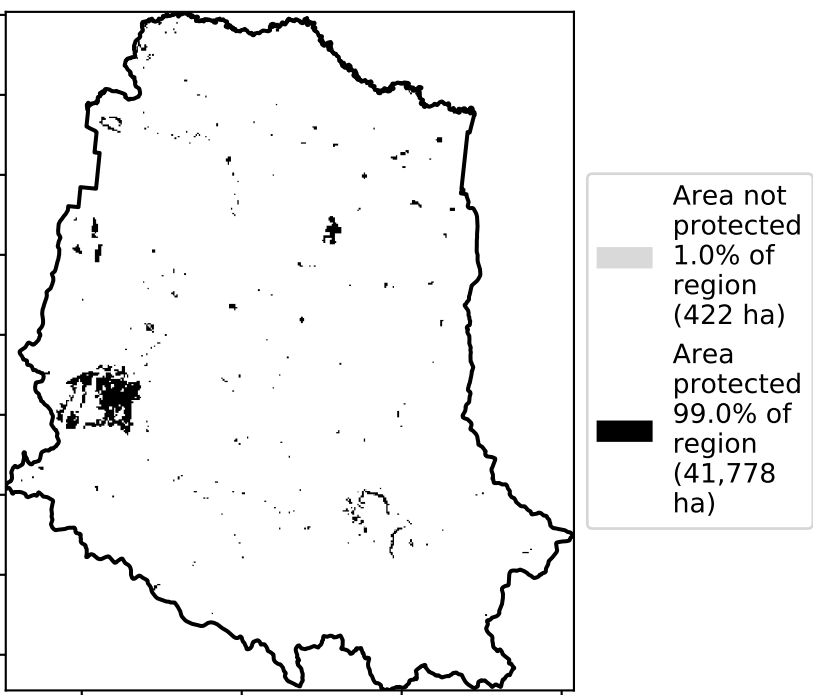 Area not
protected
1.0% of
region
(422 ha)
Area
protected
99.0% of
region
(41,778
ha)